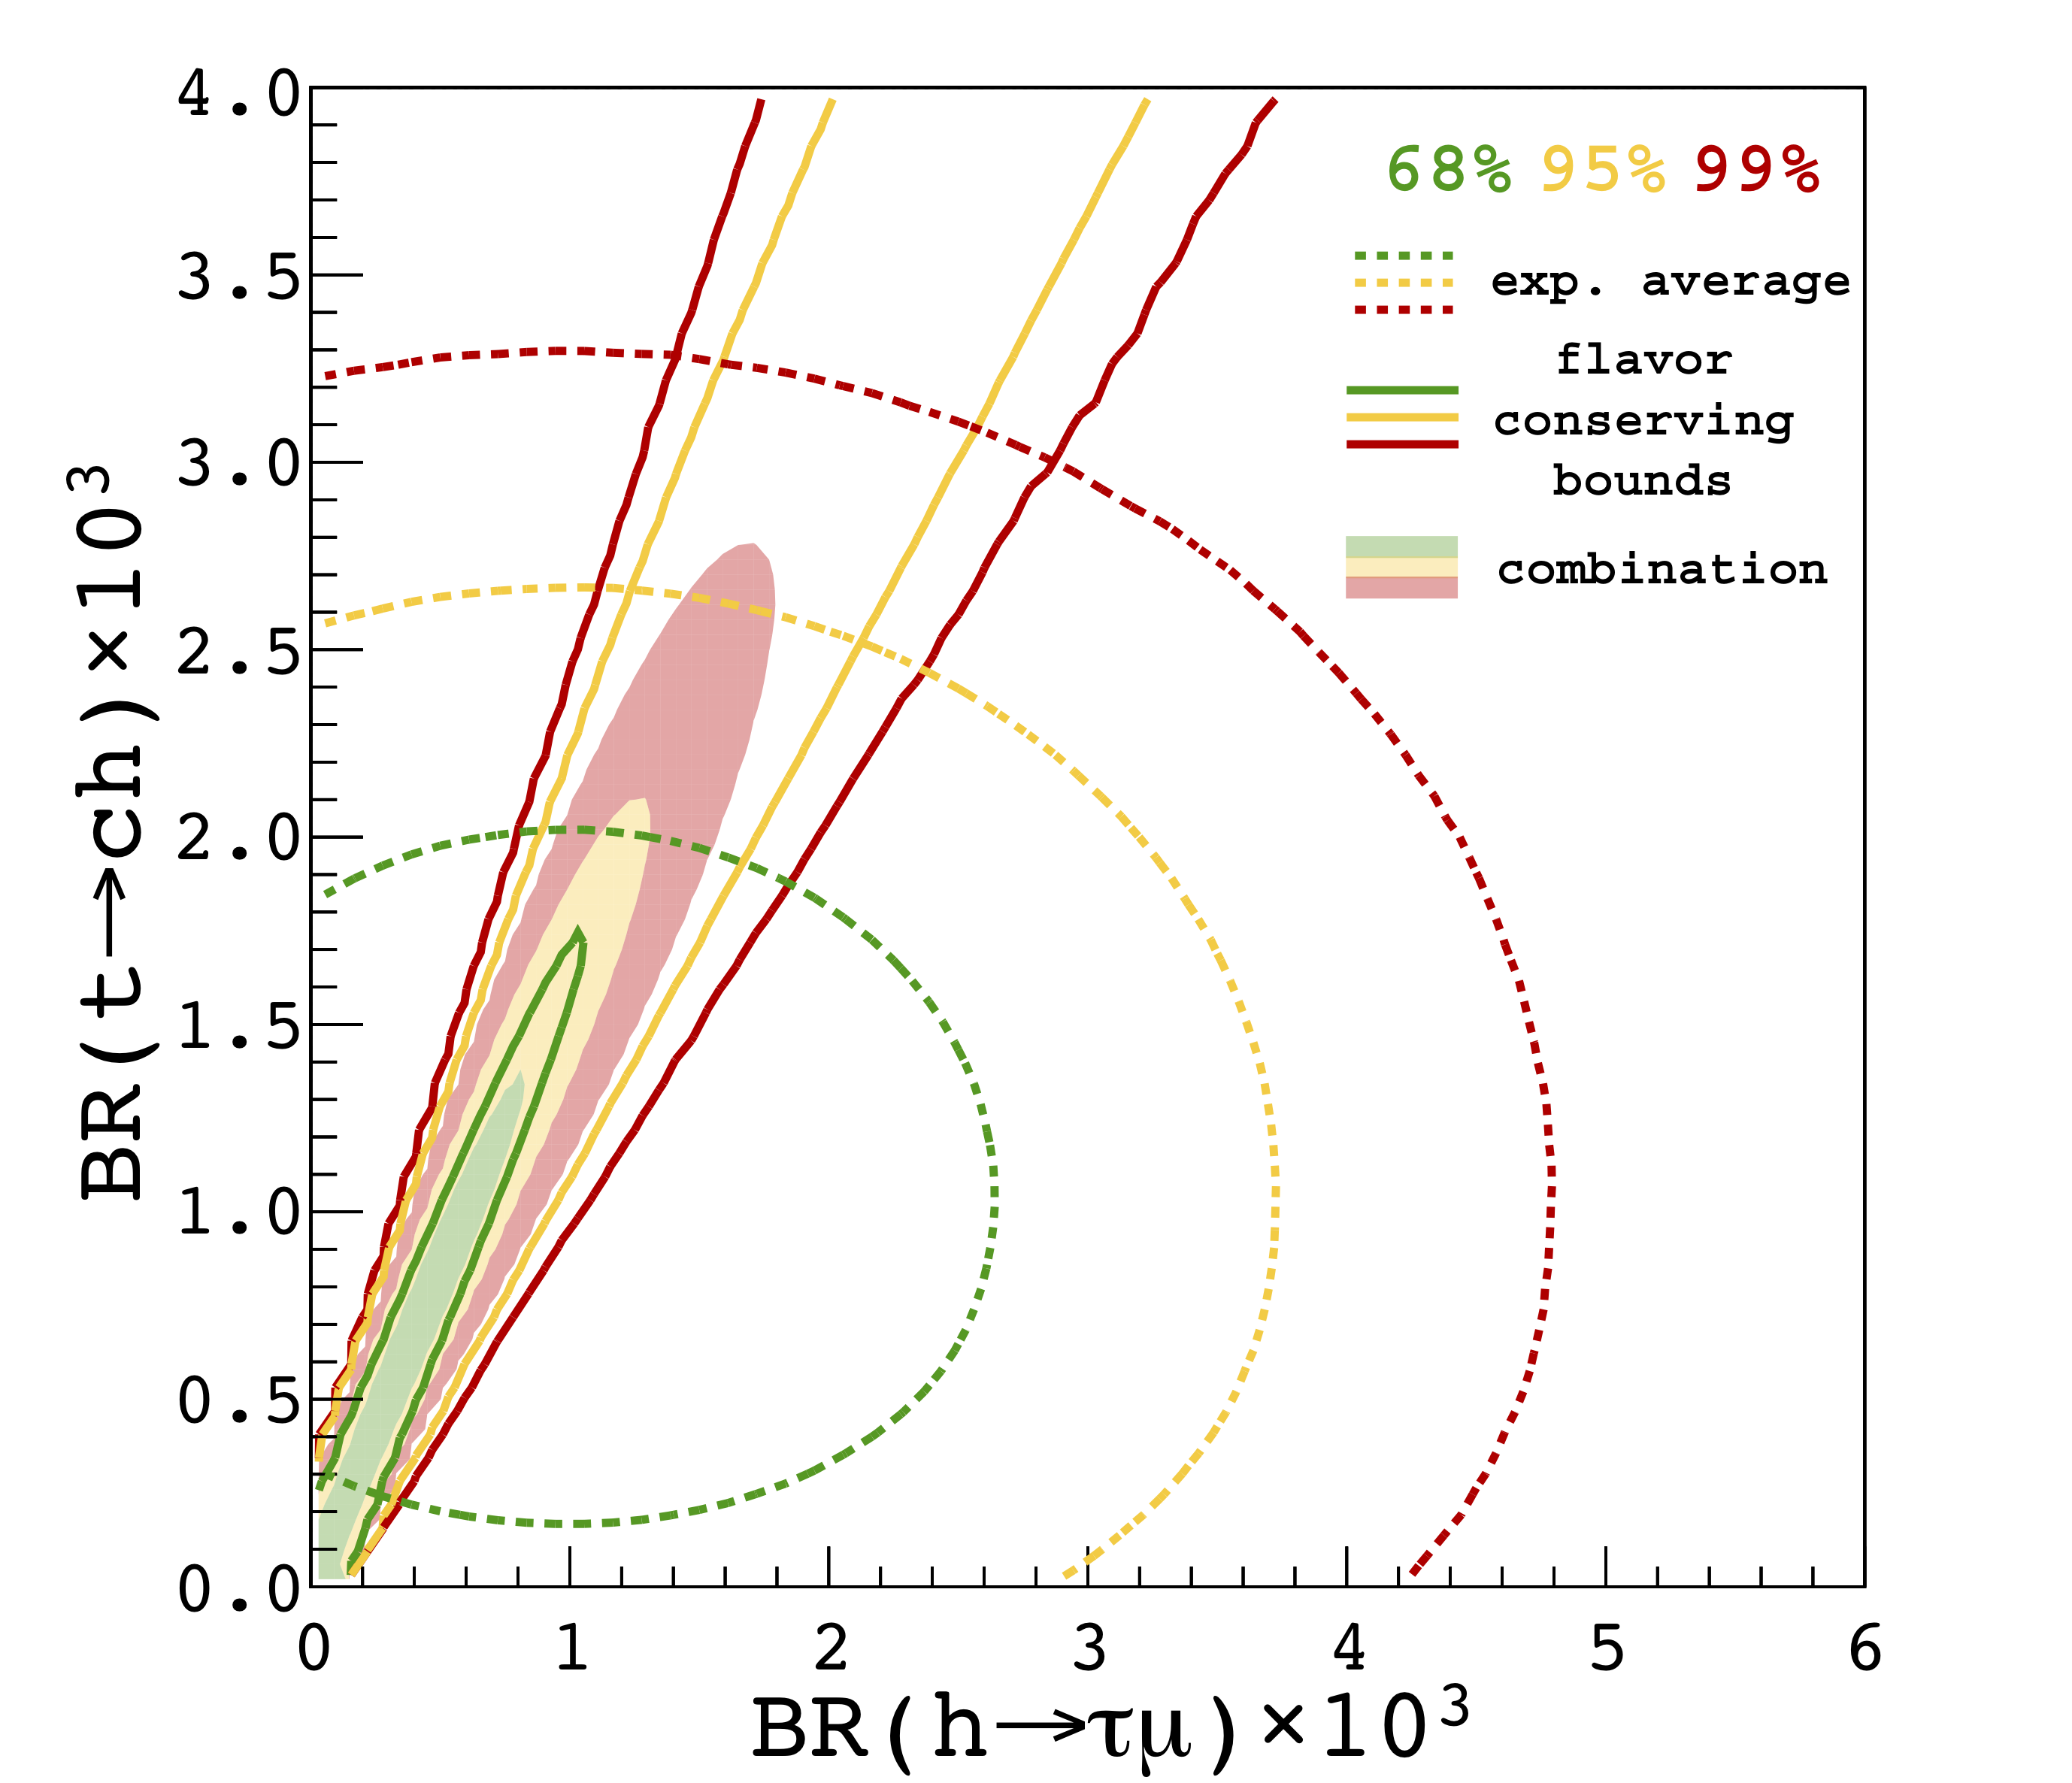 68% 95% 99%
exp. average
flavor
conserving
bounds
combination
BR(t→ch)×10³
4.0
3.5
3.0
2.5
2.0
1.5
1.0
0.5
0.0
0 1 2 3 4 5 6
BR(h→τμ)×10³